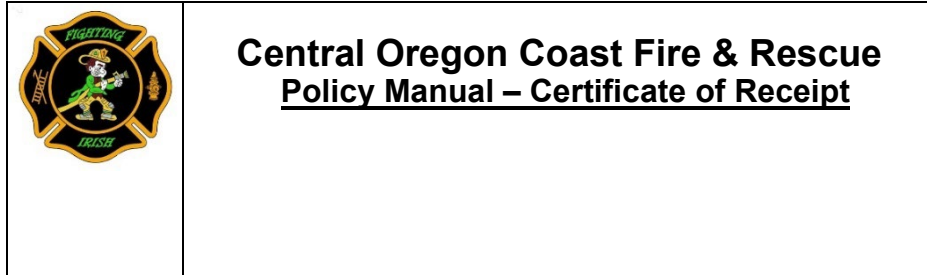 FIGHTING
IRISH
Central Oregon Coast Fire & Rescue
Policy Manual – Certificate of Receipt